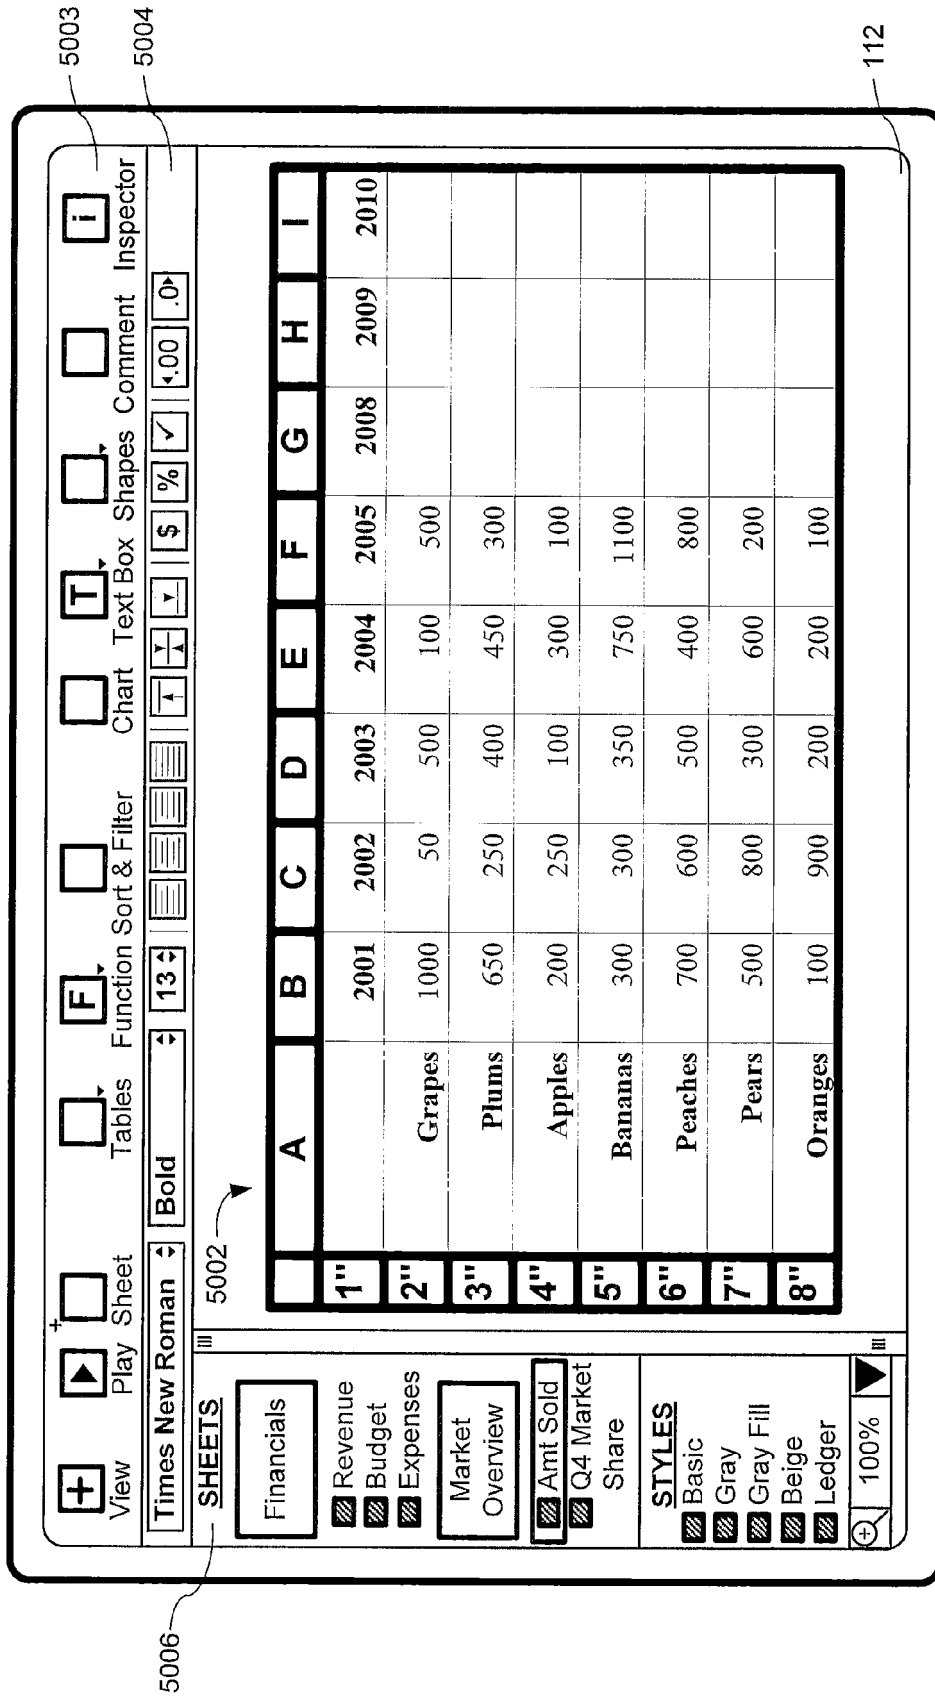 5003
5004
112
5002
5006
+ i
View Play Sheet Tables Function Sort & Filter Chart Text Box Shapes Comment Inspector
+ F T
Times New Roman Bold 13 $ % ✓ .00 .0
SHEETS
Financials
Revenue
Budget
Expenses
Market
Overview
Amt Sold
Q4 Market
Share
STYLES
Basic
Gray
Gray Fill
Beige
Ledger
100%
A B C D E F G H I
1" 2001 2002 2003 2004 2005 2008 2009 2010
2" Grapes 1000 50 500 100 500
3" Plums 650 250 400 450 300
4" Apples 200 250 100 300 100
5" Bananas 300 300 350 750 1100
6" Peaches 700 600 500 400 800
7" Pears 500 800 300 600 200
8" Oranges 100 900 200 200 100